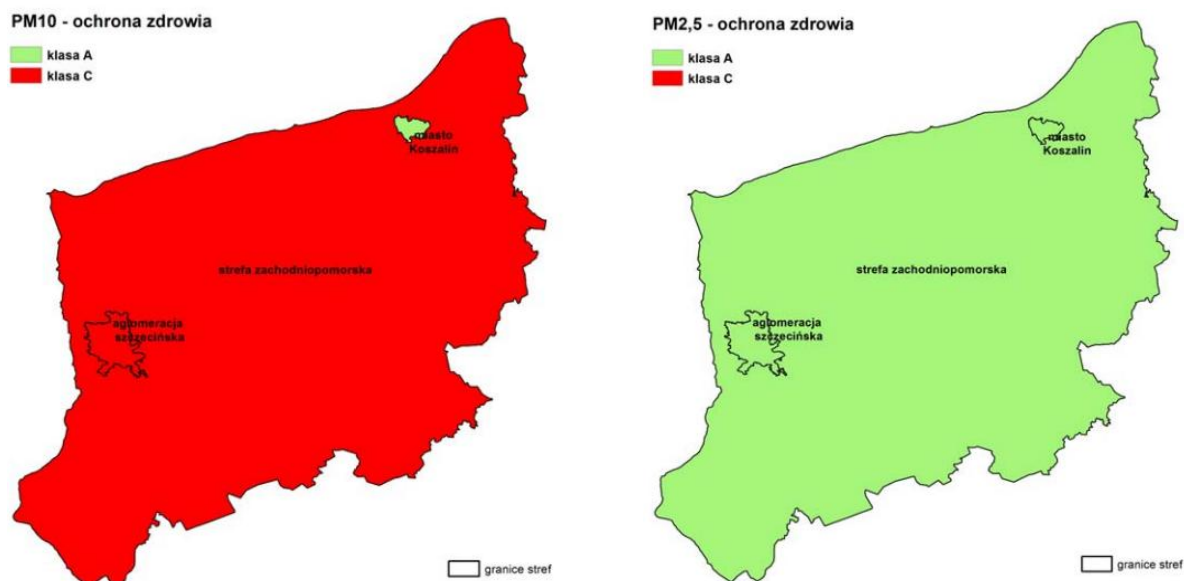 PM10 - ochrona zdrowia
klasa A
klasa C
miasto
Koszalin
strefa zachodniopomorska
aglomeracja
szczecińska
granice stref
PM2,5 - ochrona zdrowia
klasa A
klasa C
miasto
Koszalin
strefa zachodniopomorska
aglomeracja
szczecińska
granice stref